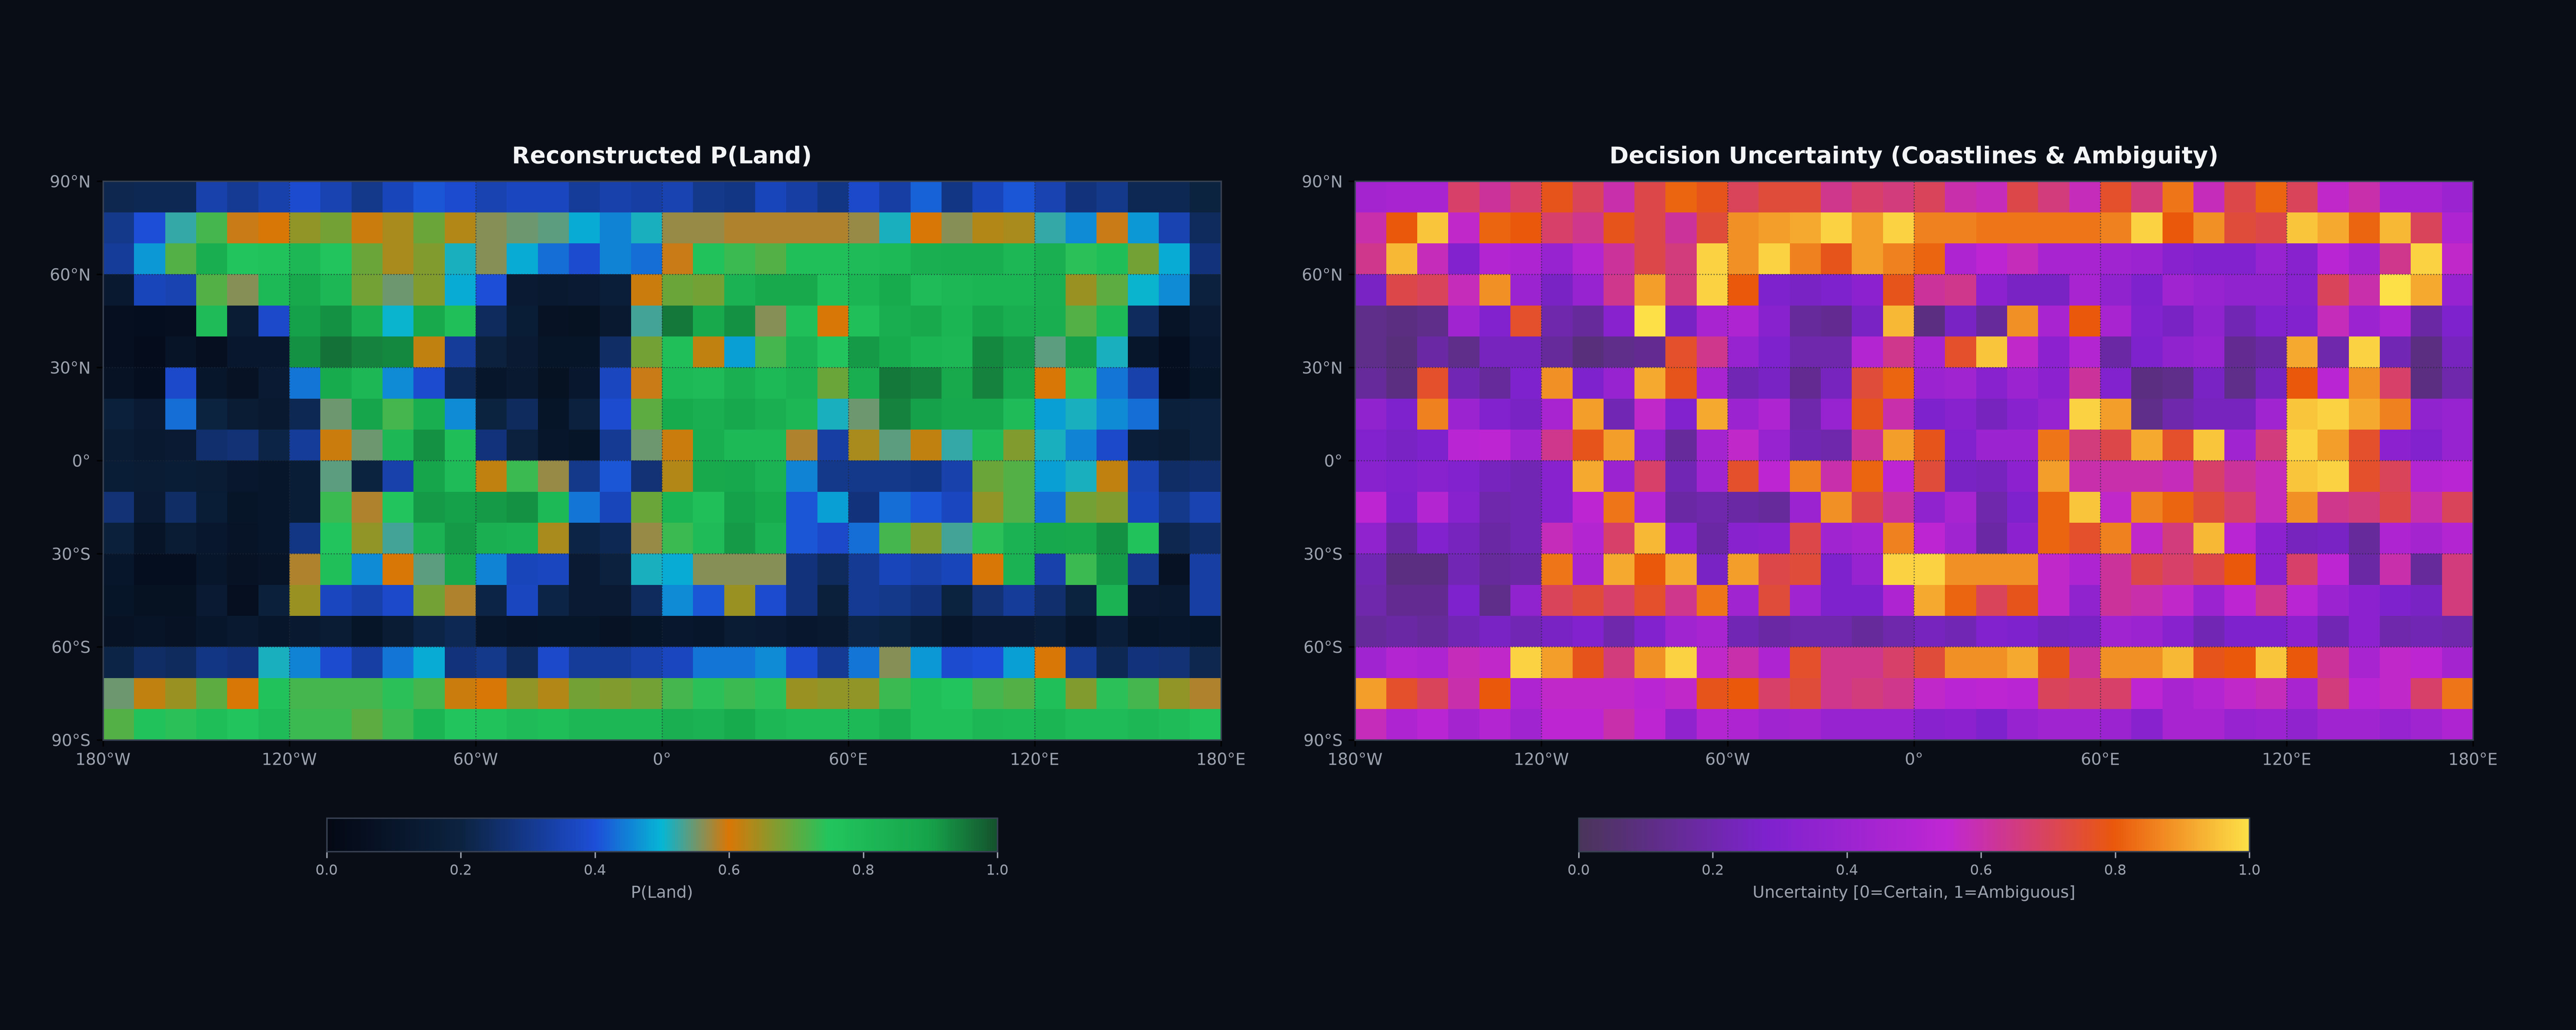 Reconstructed P(Land)
90°N
60°N
30°N
0°
30°S
60°S
90°S
180°W 120°W 60°W 0° 60°E 120°E 180°E
0.0 0.2 0.4 0.6 0.8 1.0
P(Land)
Decision Uncertainty (Coastlines & Ambiguity)
90°N
60°N
30°N
0°
30°S
60°S
90°S
180°W 120°W 60°W 0° 60°E 120°E 180°E
0.0 0.2 0.4 0.6 0.8 1.0
Uncertainty [0=Certain, 1=Ambiguous]